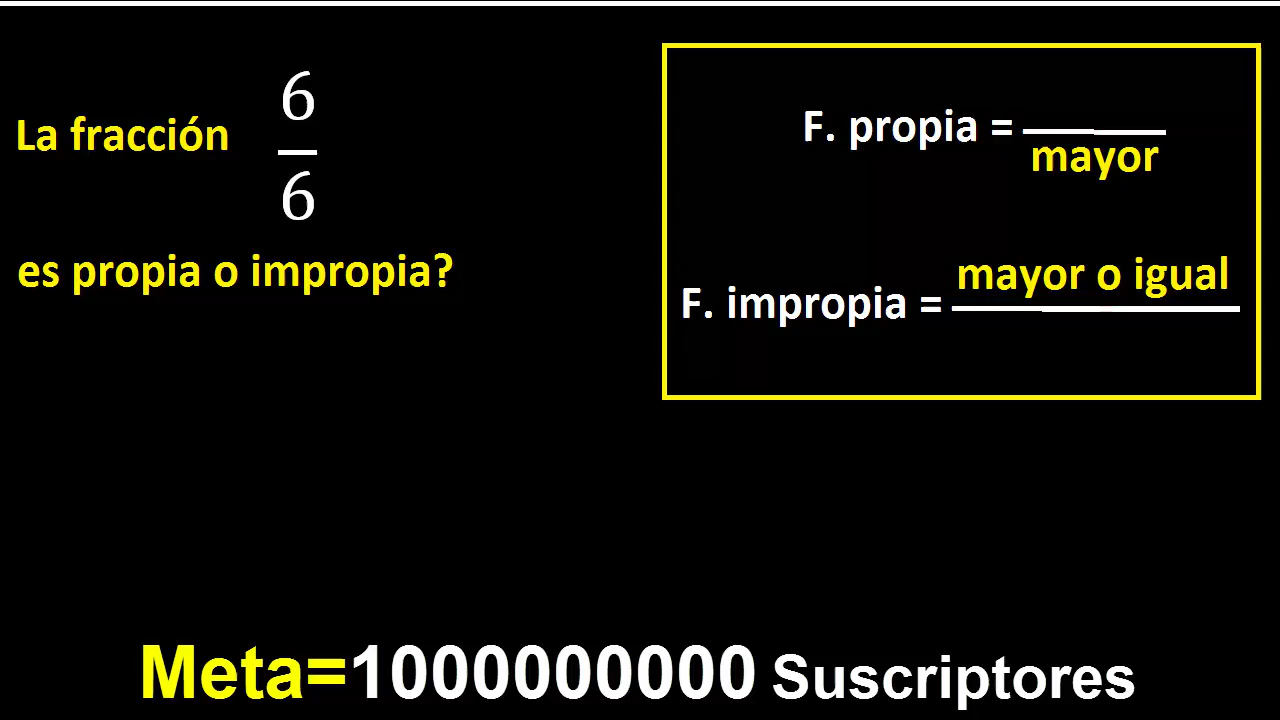 La fracción 6/6
es propia o impropia?
F. propia = ―
mayor
mayor o igual
F. impropia = ―
Meta=1000000000 Suscriptores